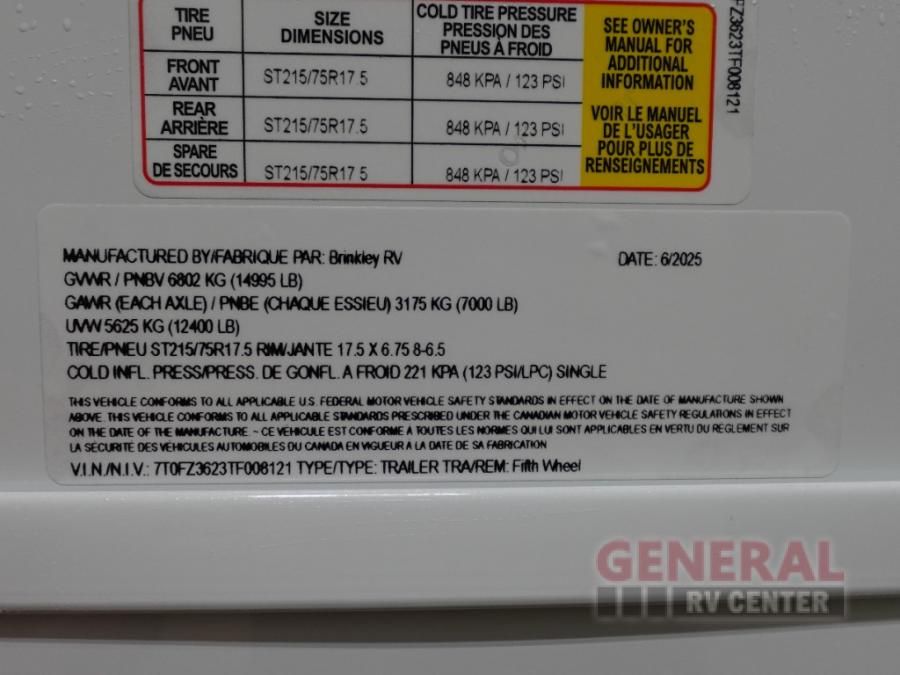 TIRE
PNEU
SIZE
DIMENSIONS
COLD TIRE PRESSURE
PRESSION DES
PNEUS À FROID
SEE OWNER'S
MANUAL FOR
ADDITIONAL
INFORMATION
VOIR LE MANUEL
DE L'USAGER
POUR PLUS DE
RENSEIGNEMENTS
FRONT
AVANT
ST215/75R17.5
848 KPA / 123 PSI
REAR
ARRIÈRE
ST215/75R17.5
848 KPA / 123 PSI
SPARE
DE SECOURS
ST215/75R17.5
848 KPA / 123 PSI
FZ3623TF008121
MANUFACTURED BY/FABRIQUE PAR: Brinkley RV DATE: 6/2025
GVWR / PNBV 6802 KG (14995 LB)
GAWR (EACH AXLE) / PNBE (CHAQUE ESSIEU) 3175 KG (7000 LB)
UVW 5625 KG (12400 LB)
TIRE/PNEU ST215/75R17.5 RIM/JANTE 17.5 X 6.75 8-6.5
COLD INFL. PRESS/PRESS. DE GONFL. A FROID 221 KPA (123 PSI/LPC) SINGLE
THIS VEHICLE CONFORMS TO ALL APPLICABLE U.S. FEDERAL MOTOR VEHICLE SAFETY STANDARDS IN EFFECT ON THE DATE OF MANUFACTURE SHOWN
ABOVE. THIS VEHICLE CONFORMS TO ALL APPLICABLE STANDARDS PRESCRIBED UNDER THE CANADIAN MOTOR VEHICLE SAFETY REGULATIONS IN EFFECT
ON THE DATE OF THE MANUFACTURE. ~ CE VEHICULE EST CONFORME À TOUTES LES NORMES QUI LUI SONT APPLICABLES EN VERTU DU REGLEMENT SUR
LA SÉCURITÉ DES VÉHICULES AUTOMOBILES DU CANADA EN VIGUEUR A LA DATE DE SA FABRICATION
V.I.N./N.I.V.: 7T0FZ3623TF008121 TYPE/TYPE: TRAILER TRA/REM: Fifth Wheel
GENERAL
RV CENTER